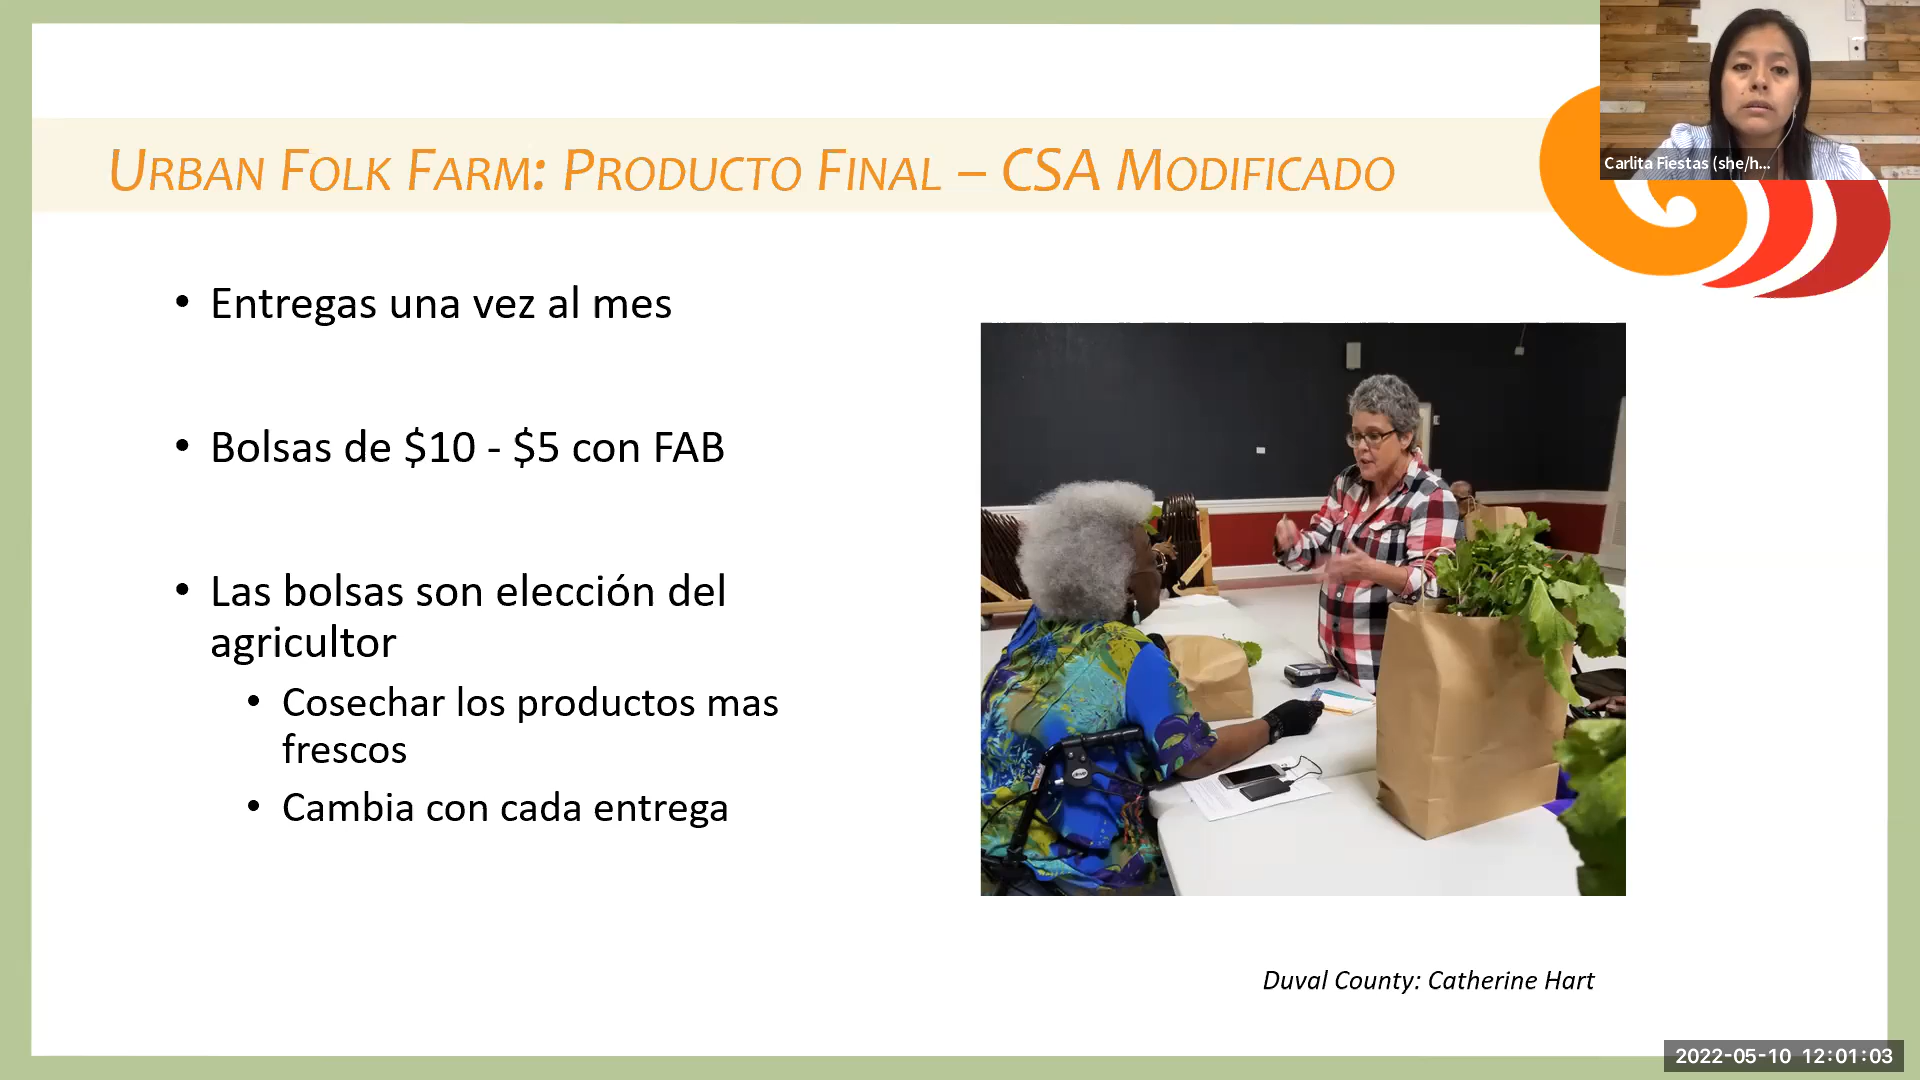 Urban Folk Farm: Producto Final – CSA Modificado
• Entregas una vez al mes
• Bolsas de $10 - $5 con FAB
• Las bolsas son elección del
agricultor
• Cosechar los productos mas
frescos
• Cambia con cada entrega
Duval County: Catherine Hart
Carlita Fiestas (she/h...
2022-05-10 12:01:03